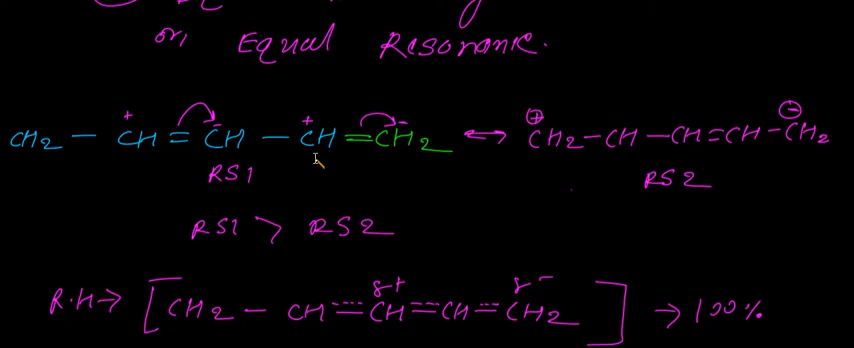 or, Equal Resonance.
CH2 — CH⁺ = CH⁻ — CH⁺ = CH2⁻ ↔ ⊕CH2 – CH – CH = CH – CH2⊖
RS1 RS2
RS1 > RS2
R.H → [ CH2 — CH ⩦ CH δ+ ⩦ CH ⩦ CH2 δ– ] → 100%